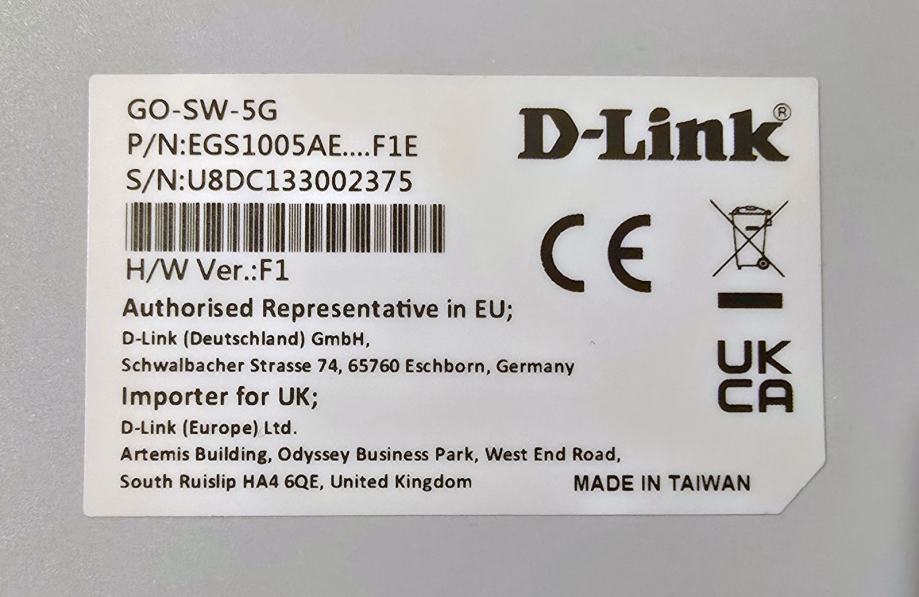 GO-SW-5G
P/N:EGS1005AE....F1E
S/N:U8DC133002375
D-Link®
CE
H/W Ver.:F1
Authorised Representative in EU;
D-Link (Deutschland) GmbH,
Schwalbacher Strasse 74, 65760 Eschborn, Germany
UK
CA
Importer for UK;
D-Link (Europe) Ltd.
Artemis Building, Odyssey Business Park, West End Road,
South Ruislip HA4 6QE, United Kingdom
MADE IN TAIWAN